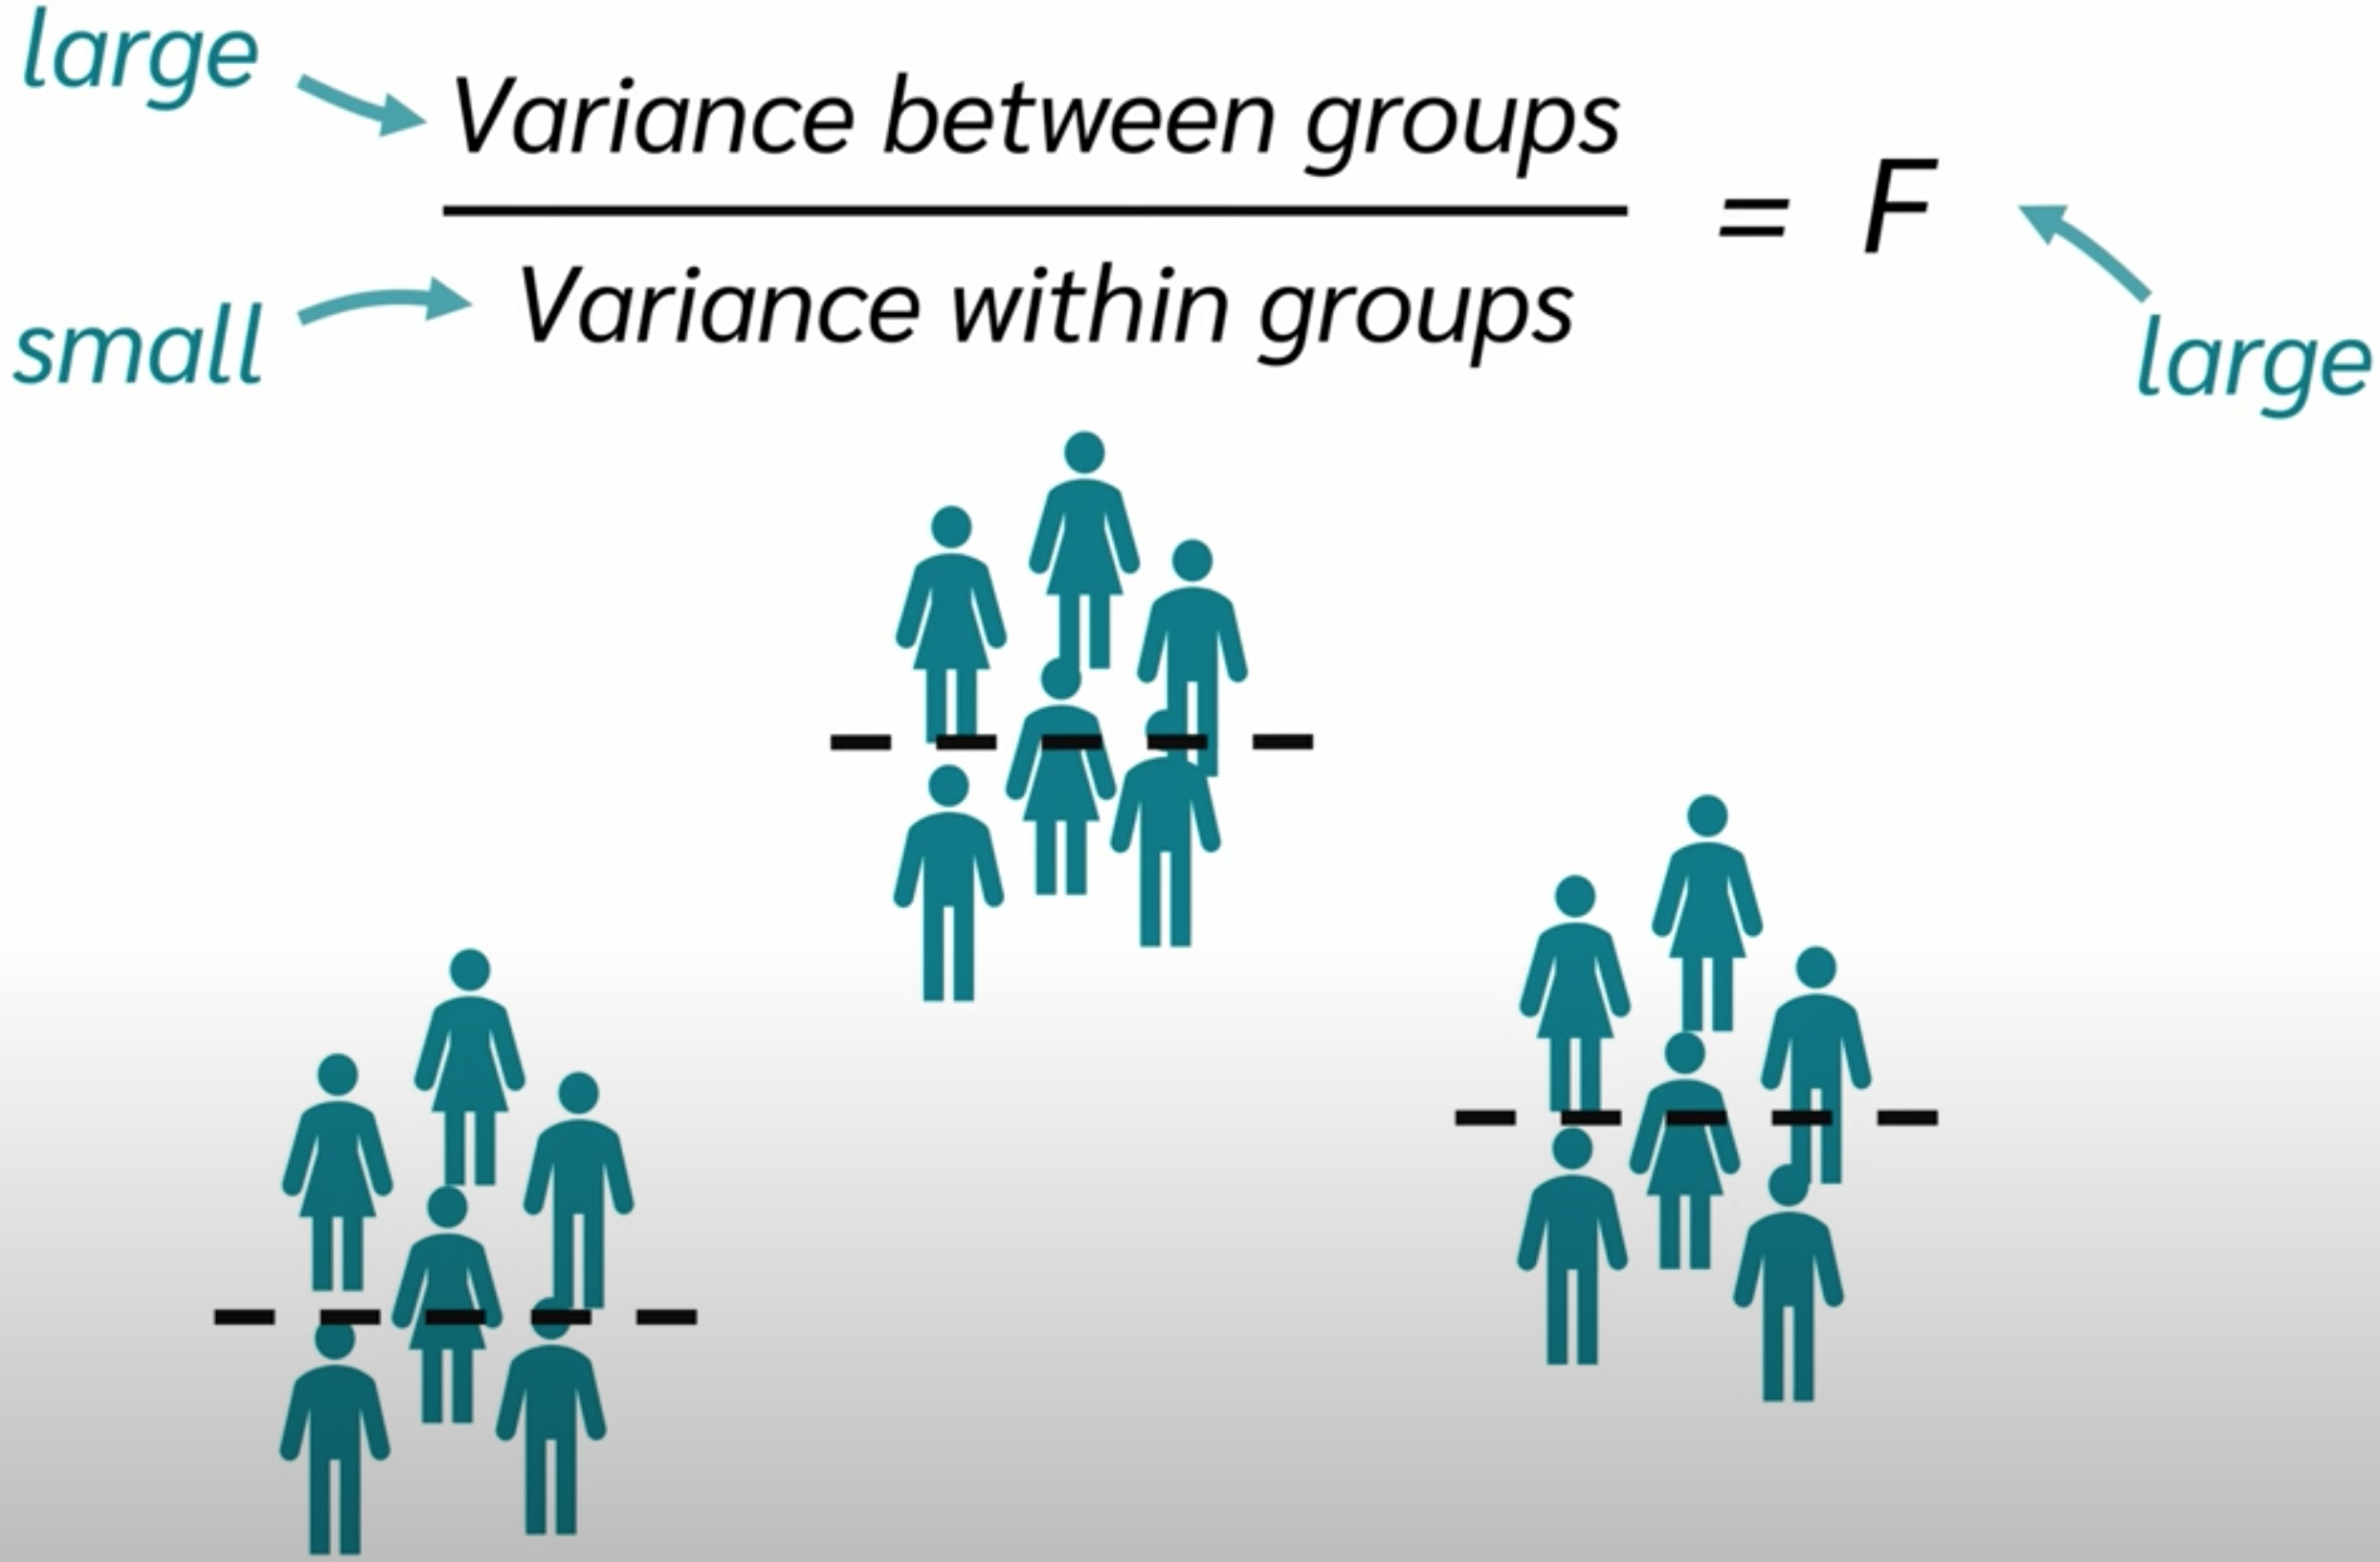 large
Variance between groups
= F
Variance within groups
small
large